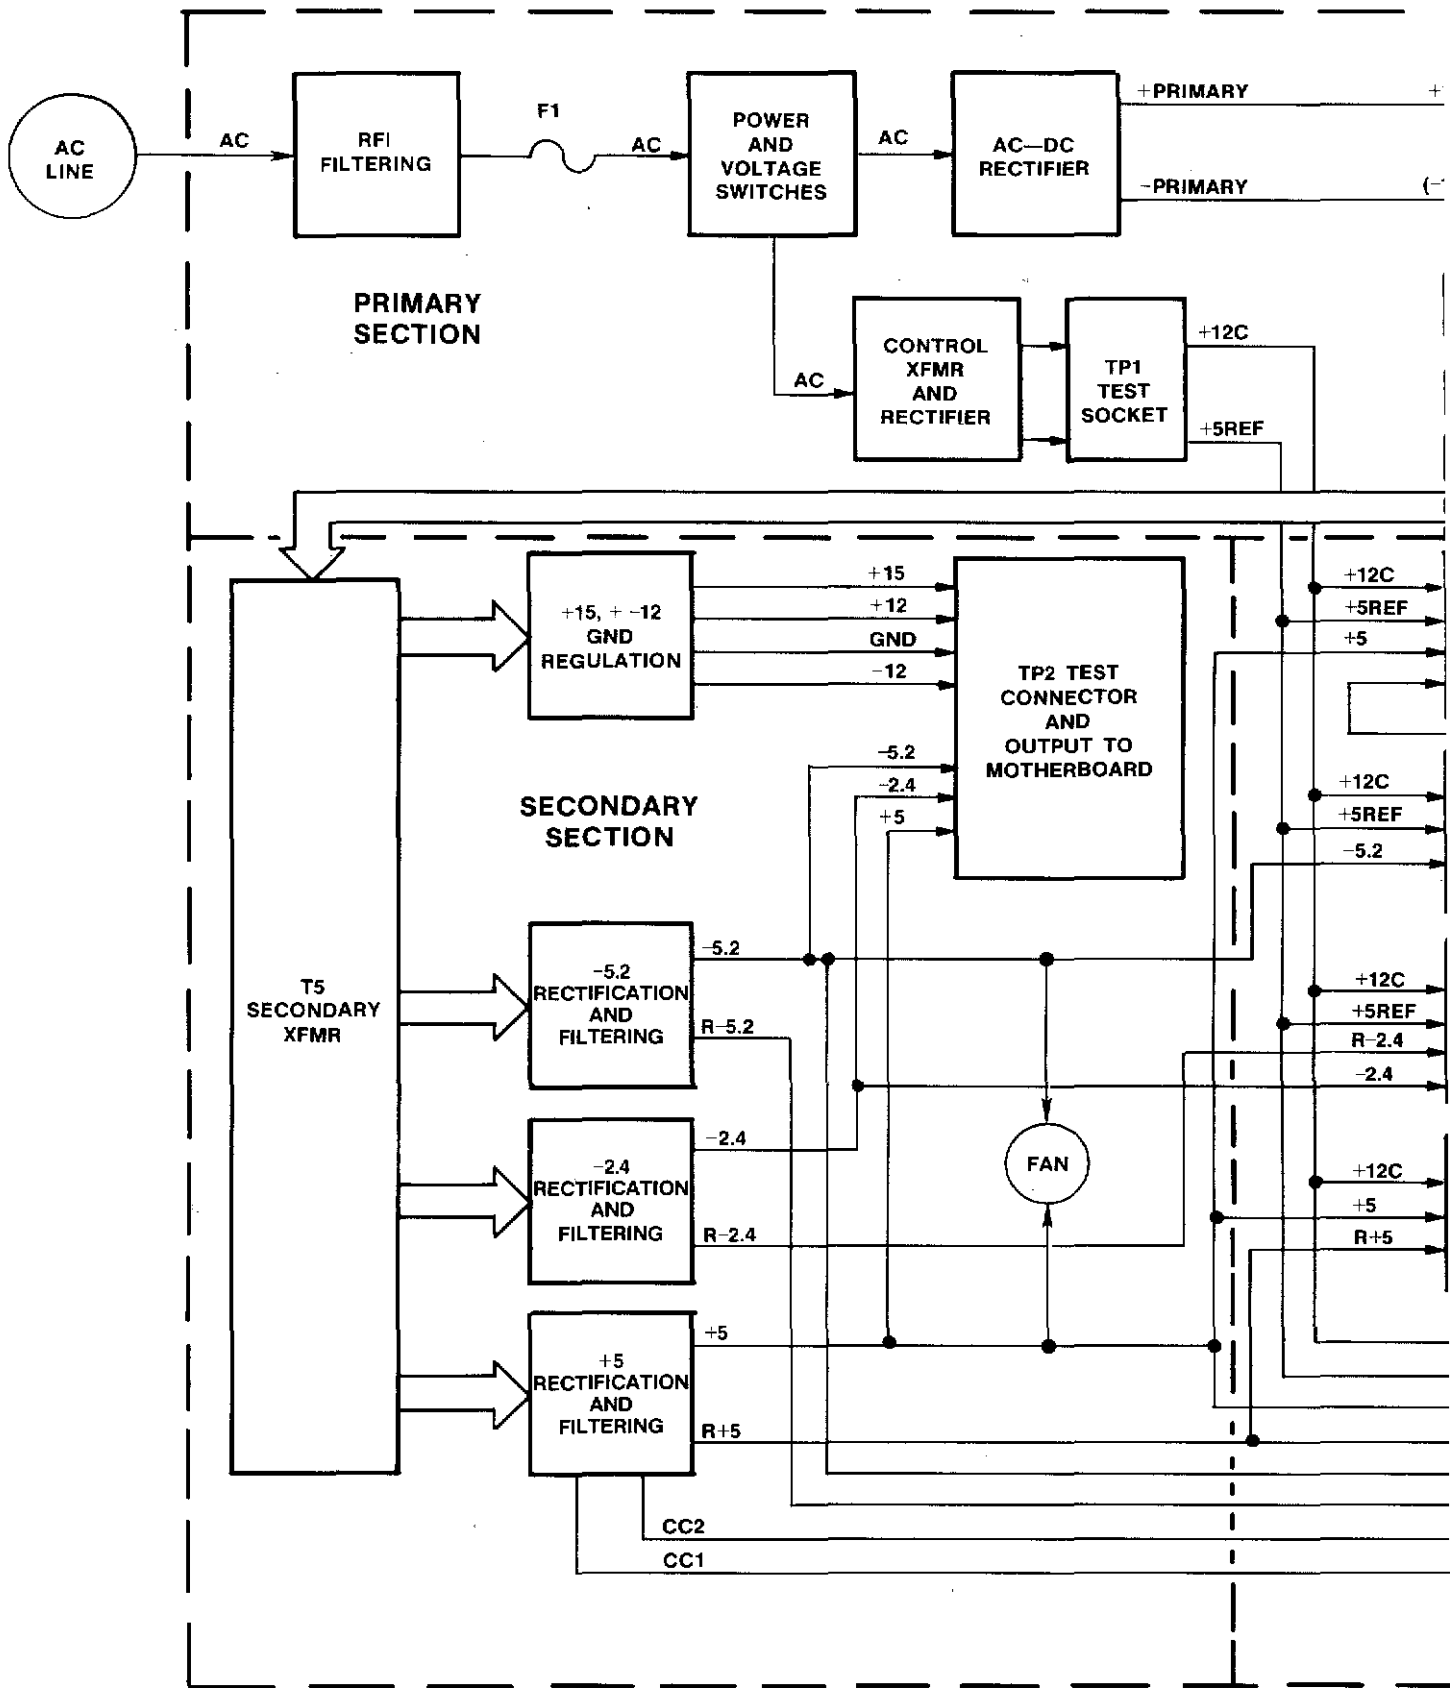 AC
LINE
AC
RFI
FILTERING
F1
AC
POWER
AND
VOLTAGE
SWITCHES
AC
AC—DC
RECTIFIER
+PRIMARY
+
-PRIMARY
(-
PRIMARY
SECTION
AC
CONTROL
XFMR
AND
RECTIFIER
TP1
TEST
SOCKET
+12C
+5REF
T5
SECONDARY
XFMR
+15, + -12
GND
REGULATION
+15
+12
GND
-12
-5.2
-2.4
+5
TP2 TEST
CONNECTOR
AND
OUTPUT TO
MOTHERBOARD
SECONDARY
SECTION
-5.2
RECTIFICATION
AND
FILTERING
-5.2
R-5.2
-2.4
RECTIFICATION
AND
FILTERING
-2.4
R-2.4
+5
RECTIFICATION
AND
FILTERING
+5
R+5
CC2
CC1
FAN
+12C
+5REF
+5
+12C
+5REF
-5.2
+12C
+5REF
R-2.4
-2.4
+12C
+5
R+5